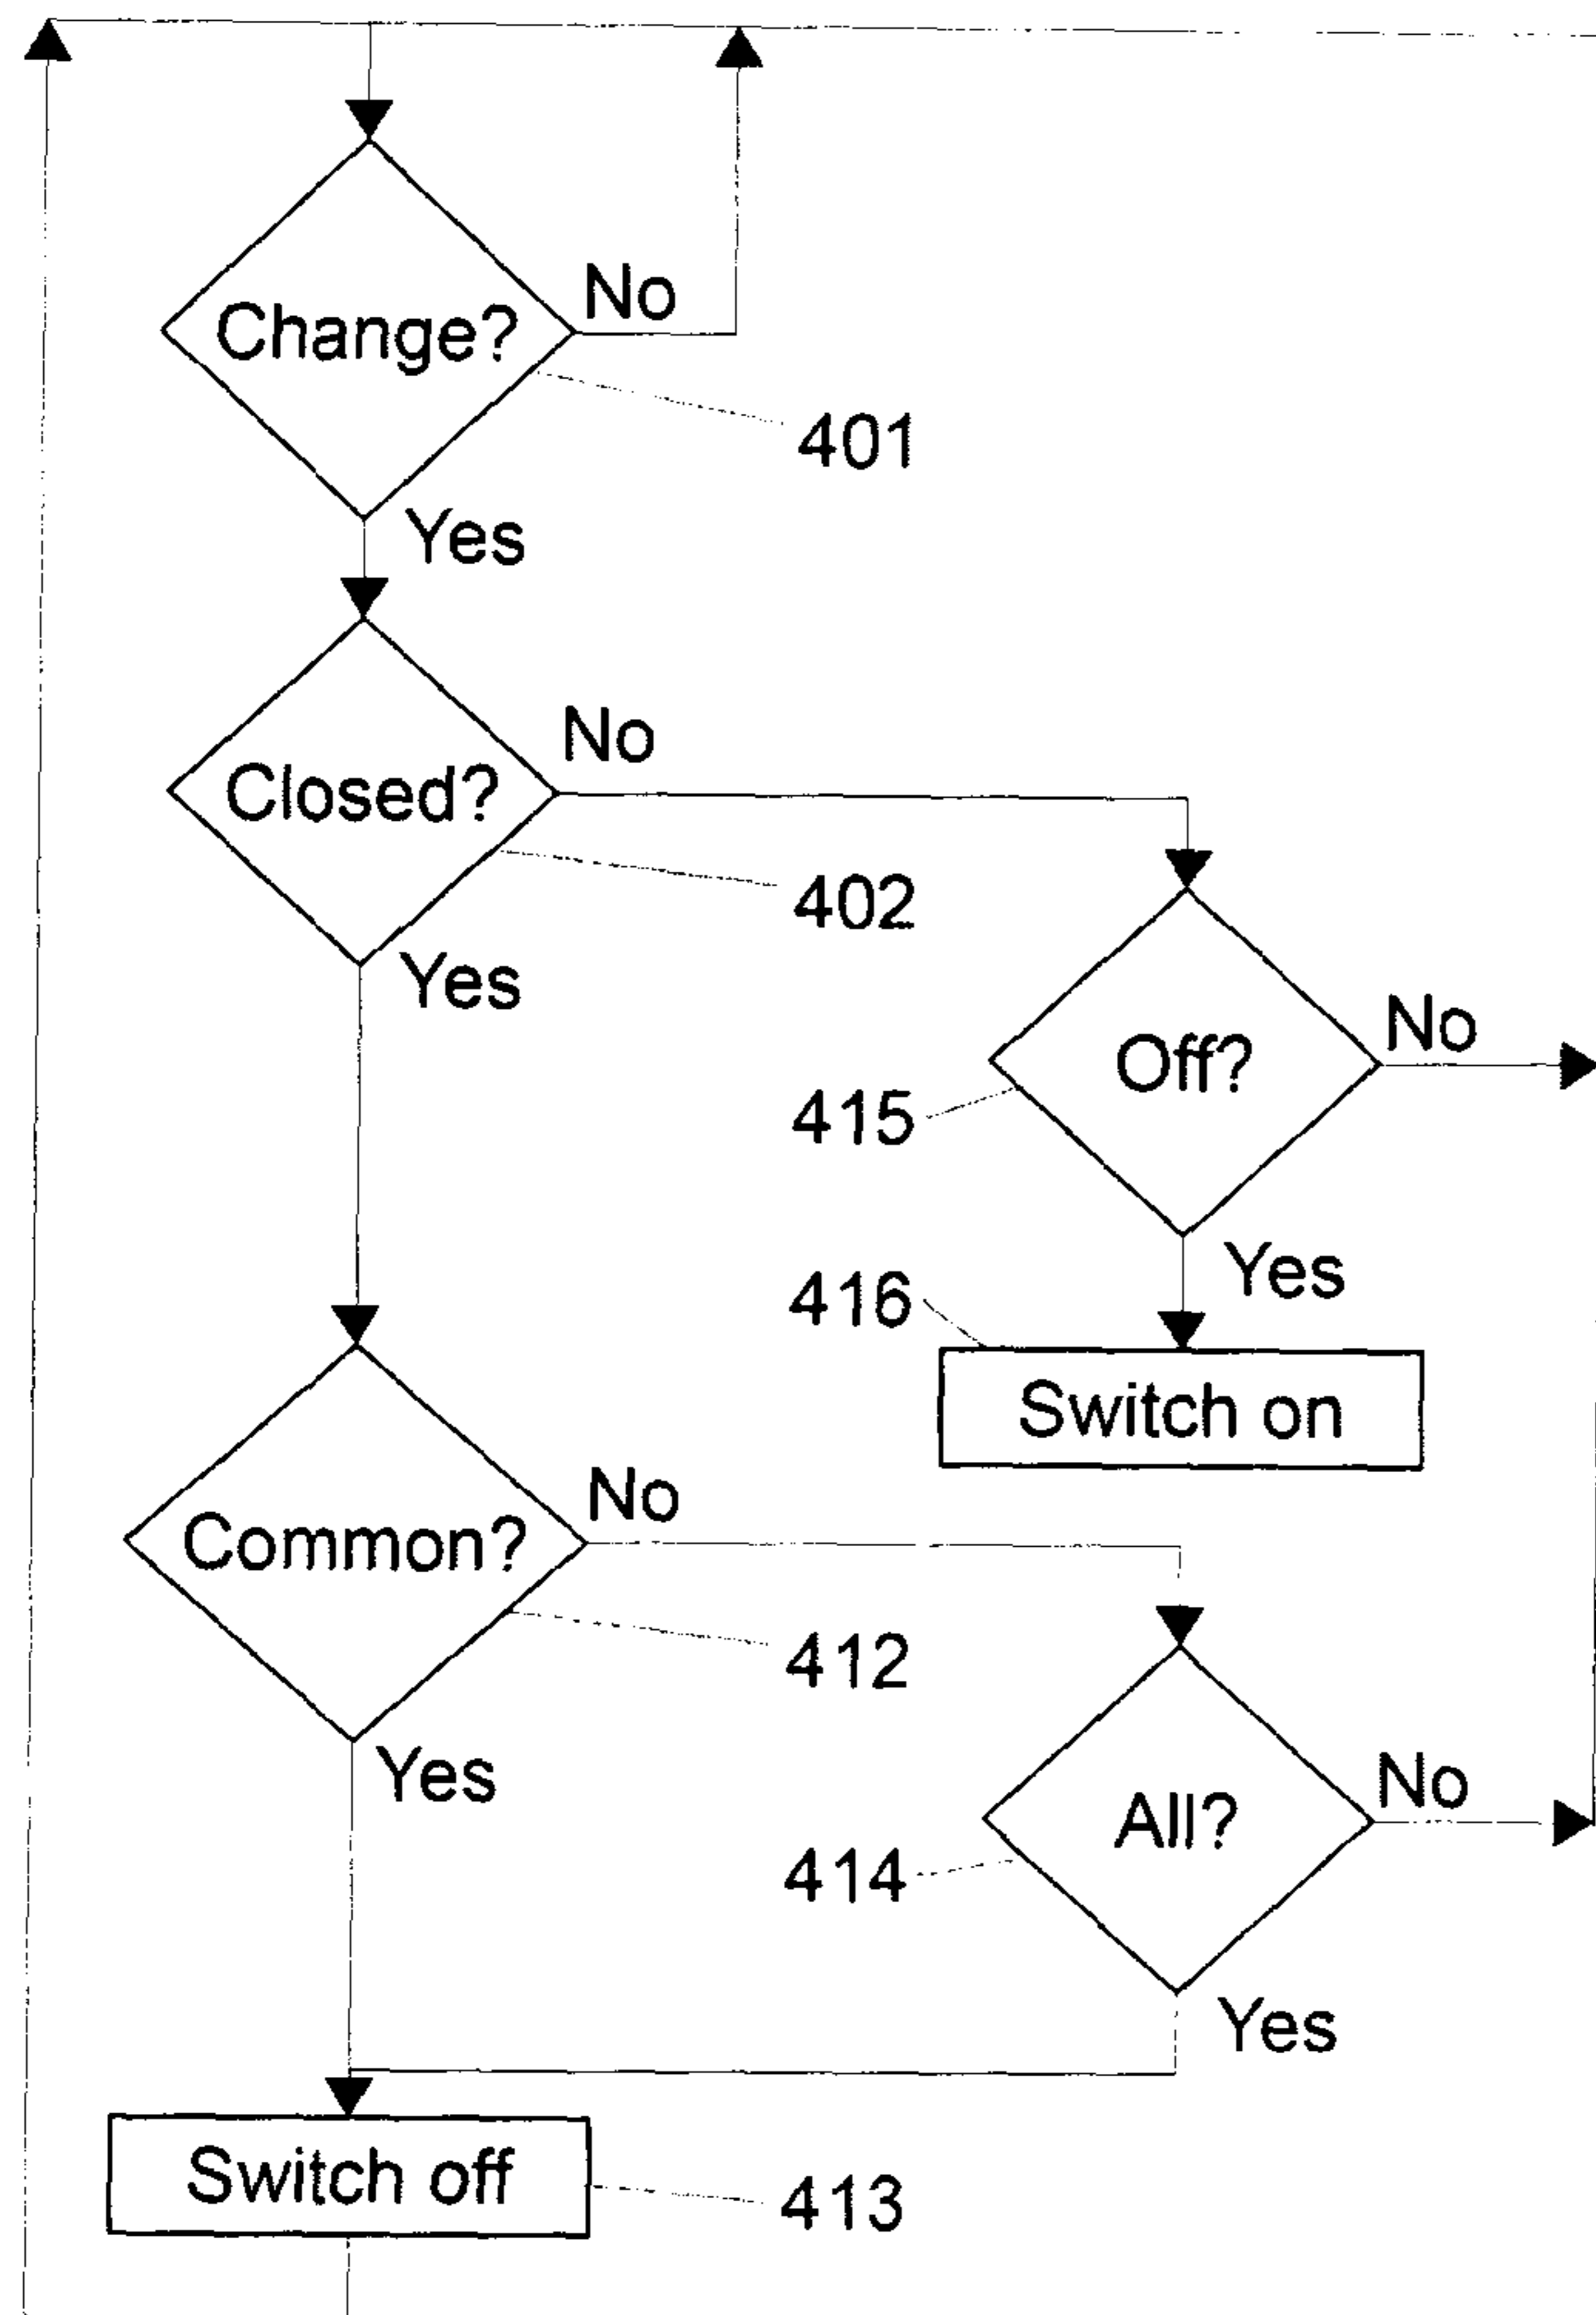 Change?
No
401
Yes
Closed?
No
402
Yes
Off?
No
415
Yes
416
Switch on
Common?
No
412
Yes
All?
No
414
Yes
Switch off
413